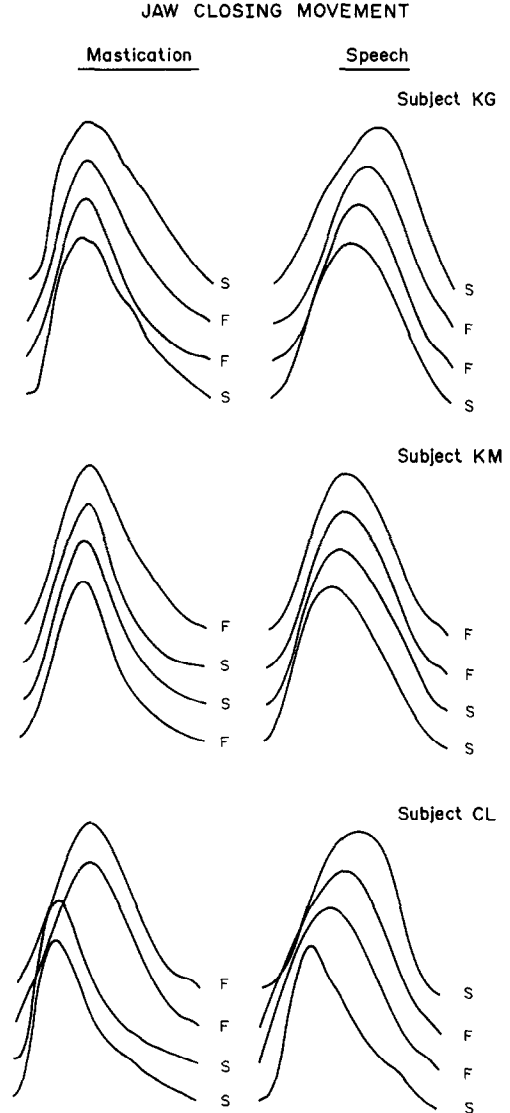 JAW CLOSING MOVEMENT
Mastication Speech
Subject KG
S S
F F
F F
S S
Subject KM
F F
S F
S S
F S
Subject CL
F S
F F
S F
S S